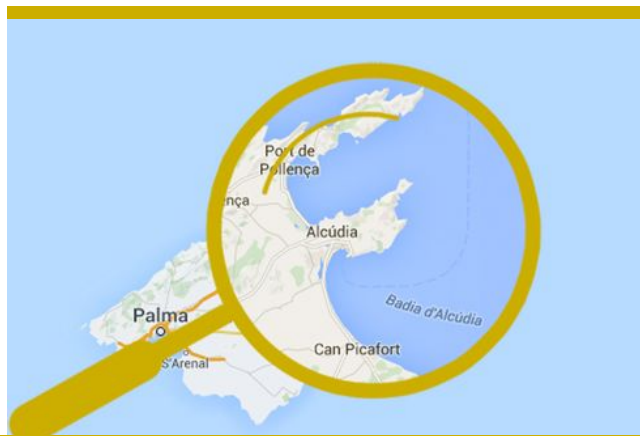 Port de
Pollença
ença
Alcúdia
Badia d'Alcúdia
Palma
S'Arenal
Can Picafort